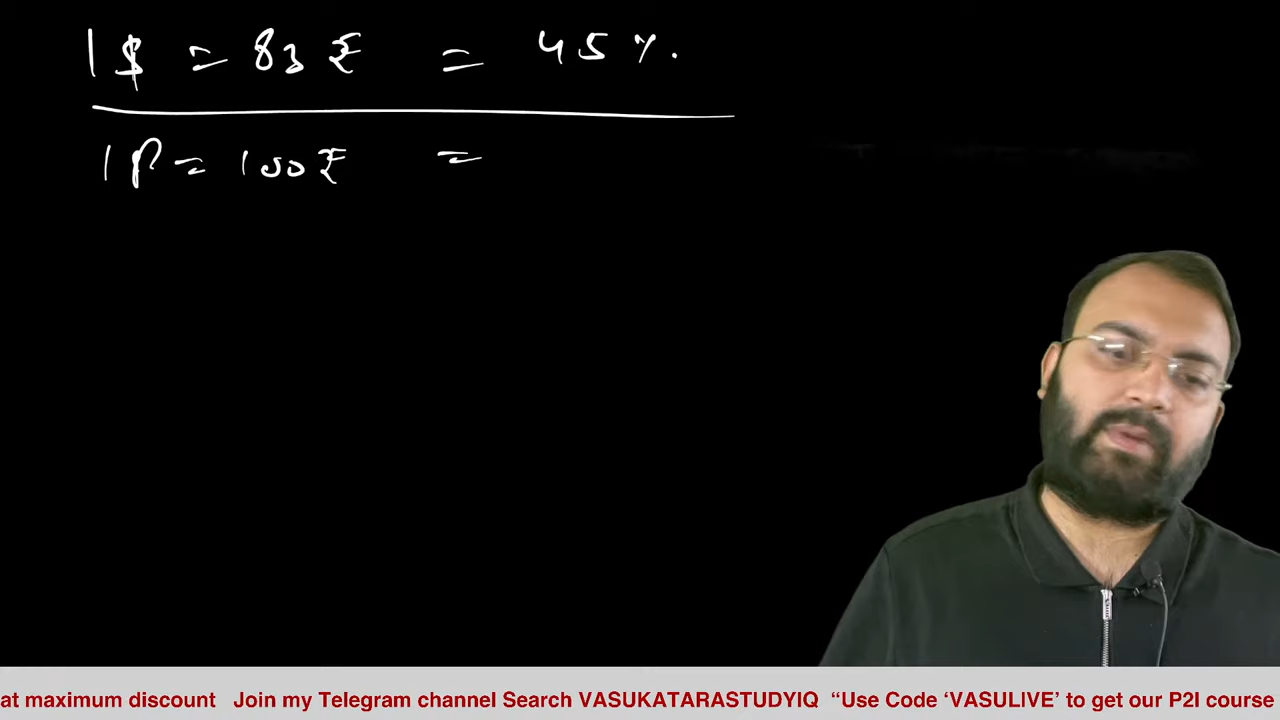 1 $ = 83 ₹ = 45 %.
1 P = 100 ₹ =
at maximum discount Join my Telegram channel Search VASUKATARASTUDYIQ “Use Code ‘VASULIVE’ to get our P2I course